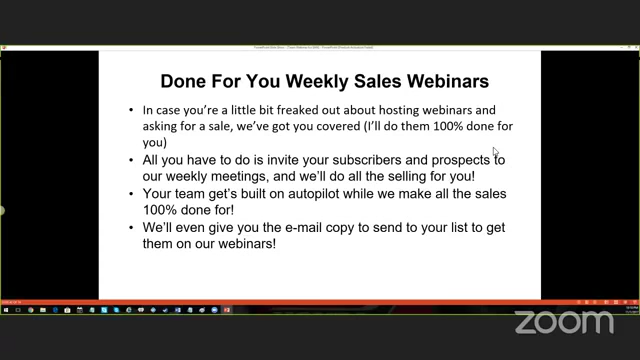 Done For You Weekly Sales Webinars
• In case you're a little bit freaked out about hosting webinars and
asking for a sale, we've got you covered (I'll do them 100% done for
you)
• All you have to do is invite your subscribers and prospects to
our weekly meetings, and we'll do all the selling for you!
• Your team get's built on autopilot while we make all the sales
100% done for!
• We'll even give you the e-mail copy to send to your list to get
them on our webinars!
zoom